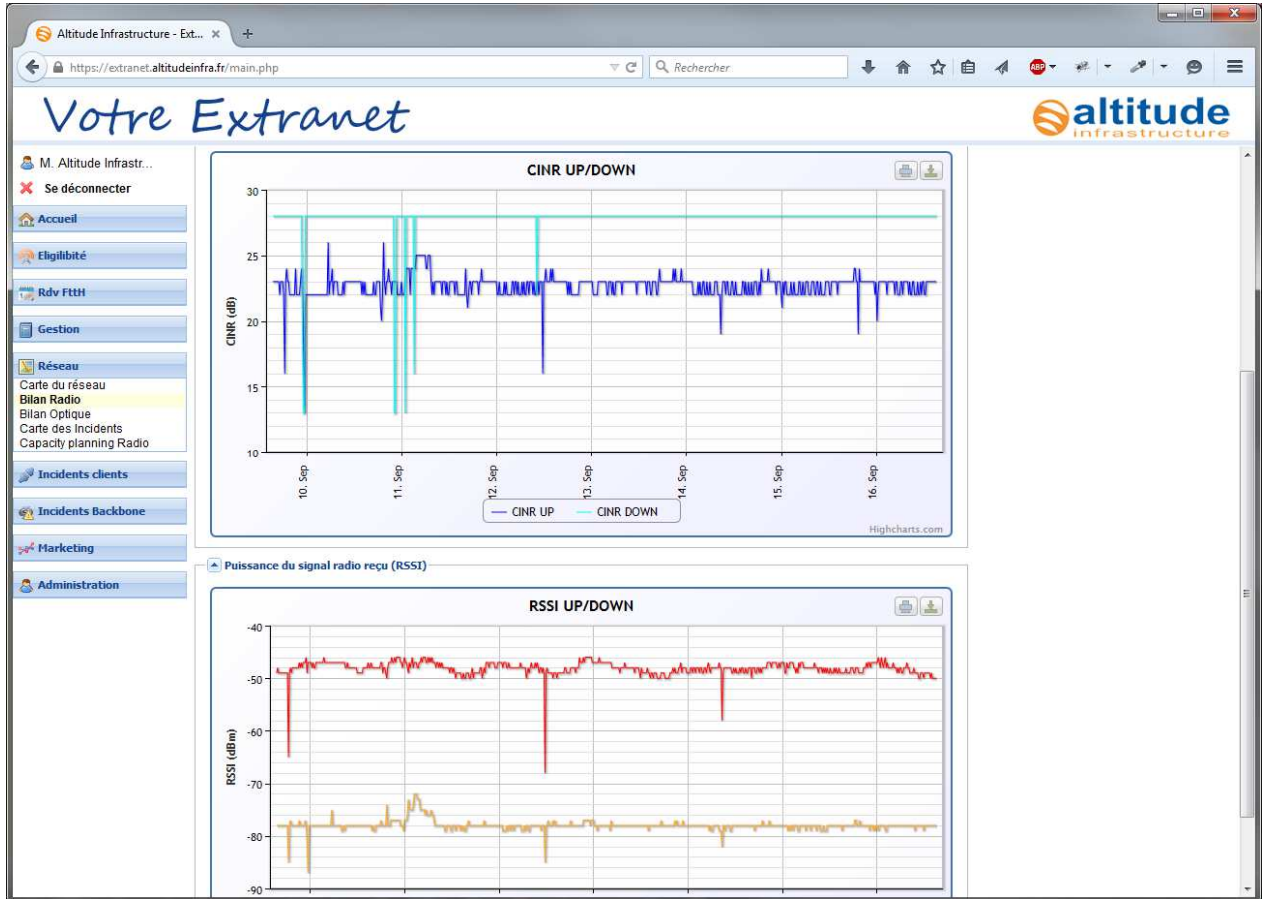 Altitude Infrastructure - Ext...
https://extranet.altitudeinfra.fr/main.php
Rechercher
ABP
Votre Extranet
altitude
infrastructure
M. Altitude Infrastr...
Se déconnecter
Accueil
Eligilibité
Rdv FttH
Gestion
Réseau
Carte du réseau
Bilan Radio
Bilan Optique
Carte des Incidents
Capacity planning Radio
Incidents clients
Incidents Backbone
Marketing
Administration
CINR UP/DOWN
CINR (dB)
30
25
20
15
10
10. Sep
11. Sep
12. Sep
13. Sep
14. Sep
15. Sep
16. Sep
CINR UP
CINR DOWN
Highcharts.com
Puissance du signal radio reçu (RSSI)
RSSI UP/DOWN
RSSI (dBm)
-40
-50
-60
-70
-80
-90